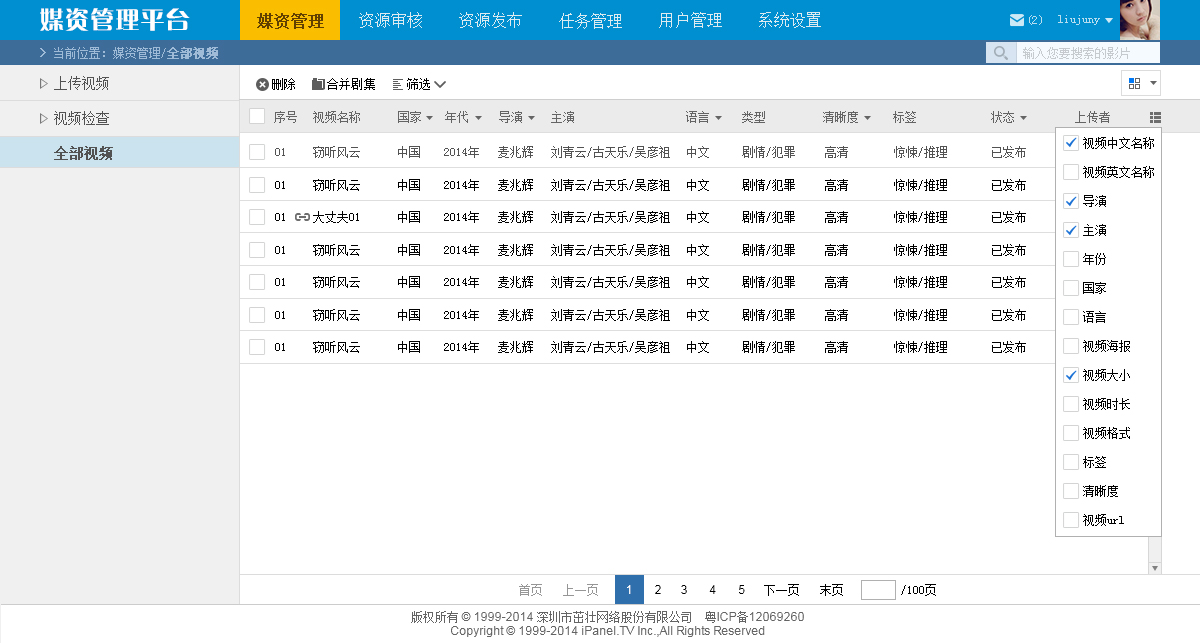 媒资管理平台 媒资管理 资源审核 资源发布 任务管理 用户管理 系统设置 (2) liujuny
当前位置：媒资管理/全部视频 输入您要搜索的影片
上传视频
视频检查
全部视频
删除 合并剧集 筛选
序号 视频名称 国家 年代 导演 主演 语言 类型 清晰度 标签 状态 上传者
01 窃听风云 中国 2014年 麦兆辉 刘青云/古天乐/吴彦祖 中文 剧情/犯罪 高清 惊悚/推理 已发布
01 窃听风云 中国 2014年 麦兆辉 刘青云/古天乐/吴彦祖 中文 剧情/犯罪 高清 惊悚/推理 已发布
01 大丈夫01 中国 2014年 麦兆辉 刘青云/古天乐/吴彦祖 中文 剧情/犯罪 高清 惊悚/推理 已发布
01 窃听风云 中国 2014年 麦兆辉 刘青云/古天乐/吴彦祖 中文 剧情/犯罪 高清 惊悚/推理 已发布
01 窃听风云 中国 2014年 麦兆辉 刘青云/古天乐/吴彦祖 中文 剧情/犯罪 高清 惊悚/推理 已发布
01 窃听风云 中国 2014年 麦兆辉 刘青云/古天乐/吴彦祖 中文 剧情/犯罪 高清 惊悚/推理 已发布
01 窃听风云 中国 2014年 麦兆辉 刘青云/古天乐/吴彦祖 中文 剧情/犯罪 高清 惊悚/推理 已发布
视频中文名称
视频英文名称
导演
主演
年份
国家
语言
视频海报
视频大小
视频时长
视频格式
标签
清晰度
视频url
首页 上一页 1 2 3 4 5 下一页 末页 /100页
版权所有 © 1999-2014 深圳市茁壮网络股份有限公司 粤ICP备12069260
Copyright © 1999-2014 iPanel.TV Inc.,All Rights Reserved